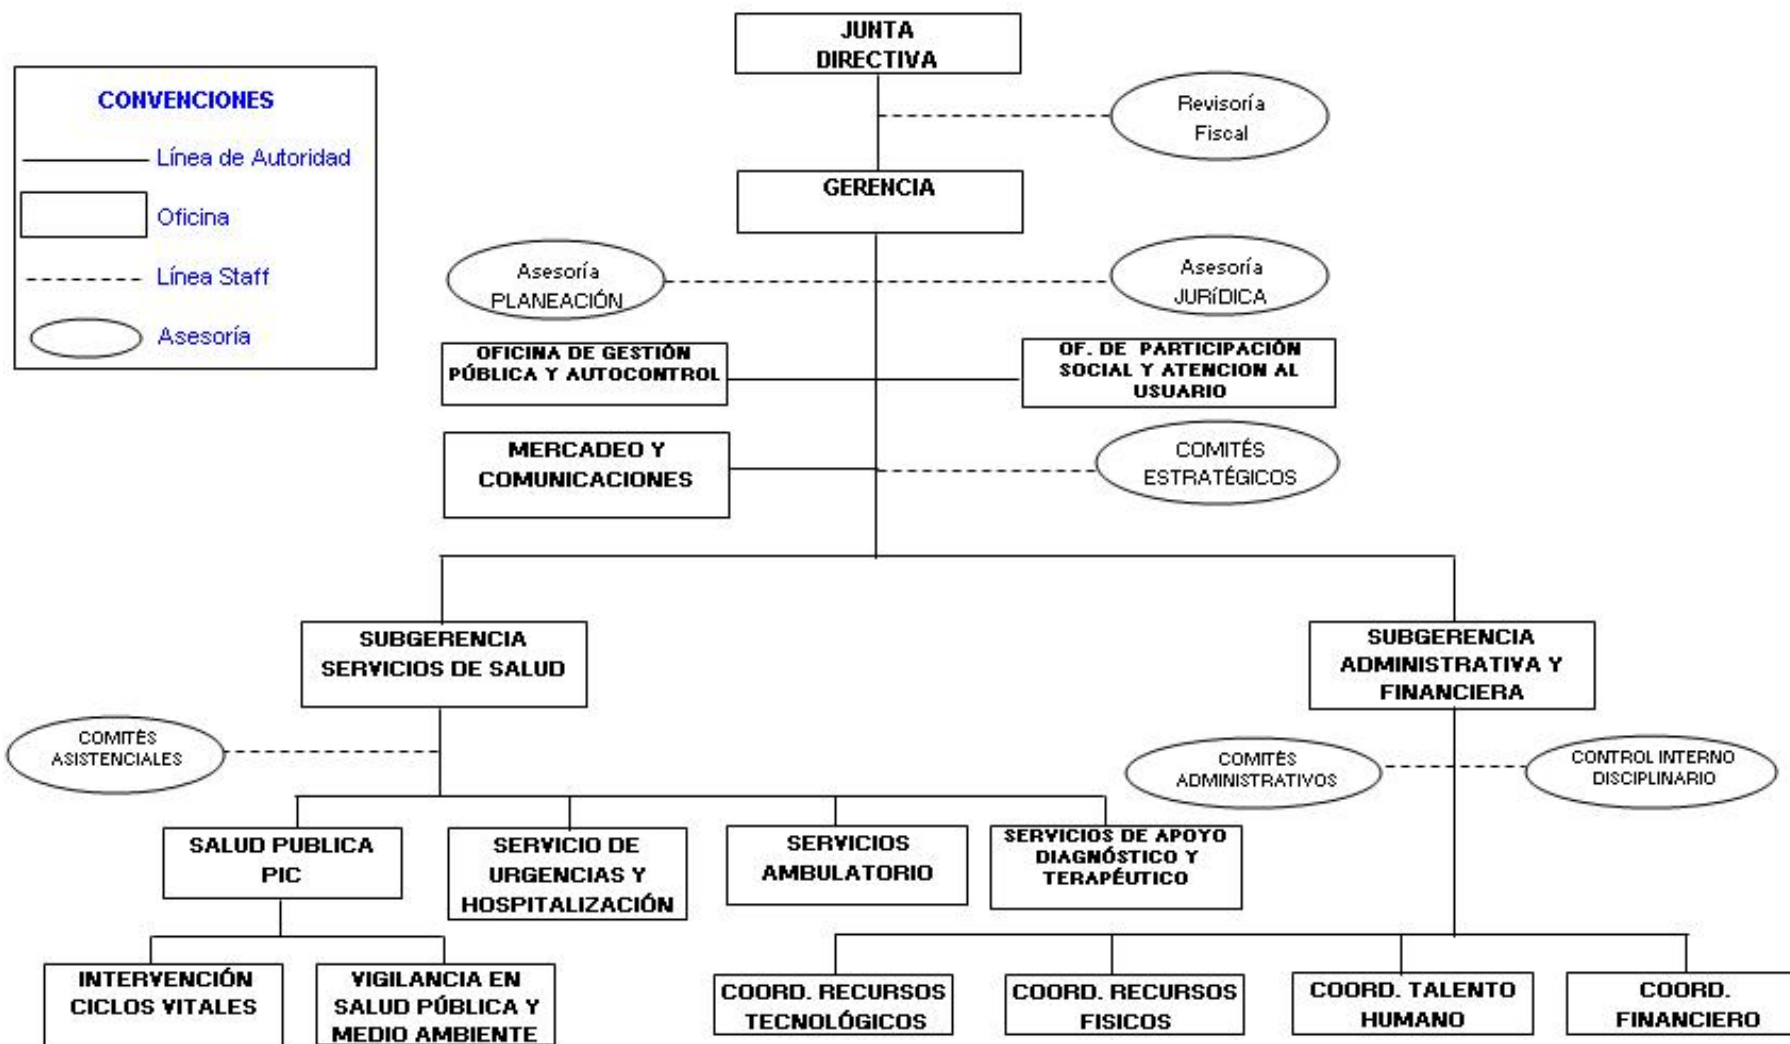 JUNTA
DIRECTIVA
CONVENCIONES
Línea de Autoridad
Oficina
Línea Staff
Asesoría
Revisoría
Fiscal
GERENCIA
Asesoría
PLANEACIÓN
Asesoría
JURíDICA
OFICINA DE GESTIÓN
PÚBLICA Y AUTOCONTROL
OF. DE PARTICIPACIÓN
SOCIAL Y ATENCION AL
USUARIO
MERCADEO Y
COMUNICACIONES
COMITÉS
ESTRATÉGICOS
SUBGERENCIA
SERVICIOS DE SALUD
SUBGERENCIA
ADMINISTRATIVA Y
FINANCIERA
COMITÉS
ASISTENCIALES
COMITÉS
ADMINISTRATIVOS
CONTROL INTERNO
DISCIPLINARIO
SALUD PUBLICA
PIC
SERVICIO DE
URGENCIAS Y
HOSPITALIZACIÓN
SERVICIOS
AMBULATORIO
SERVICIOS DE APOYO
DIAGNÓSTICO Y
TERAPÉUTICO
INTERVENCIÓN
CICLOS VITALES
VIGILANCIA EN
SALUD PÚBLICA Y
MEDIO AMBIENTE
COORD. RECURSOS
TECNOLÓGICOS
COORD. RECURSOS
FISICOS
COORD. TALENTO
HUMANO
COORD.
FINANCIERO